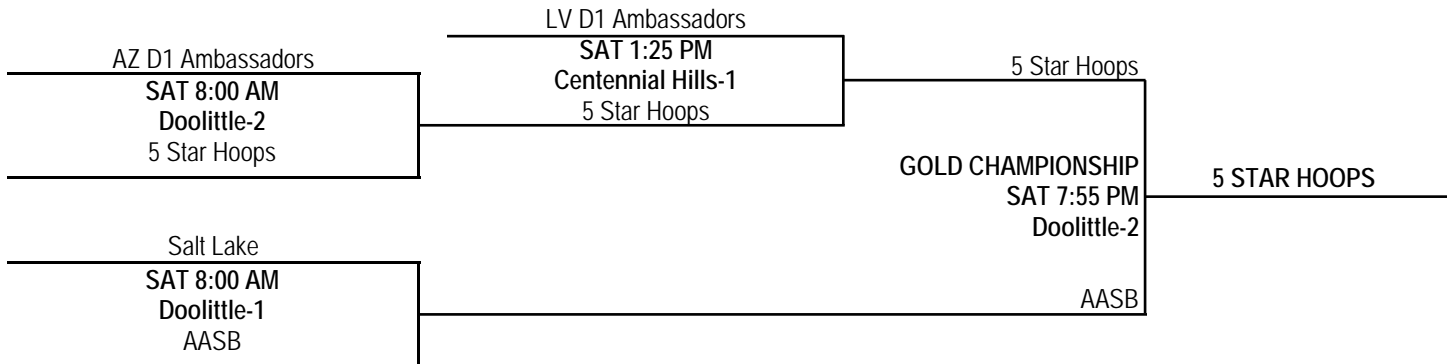 LV D1 Ambassadors
AZ D1 Ambassadors
SAT 1:25 PM
5 Star Hoops
SAT 8:00 AM
Centennial Hills-1
Doolittle-2
5 Star Hoops
5 Star Hoops
GOLD CHAMPIONSHIP
5 STAR HOOPS
SAT 7:55 PM
Doolittle-2
Salt Lake
SAT 8:00 AM
Doolittle-1
AASB
AASB